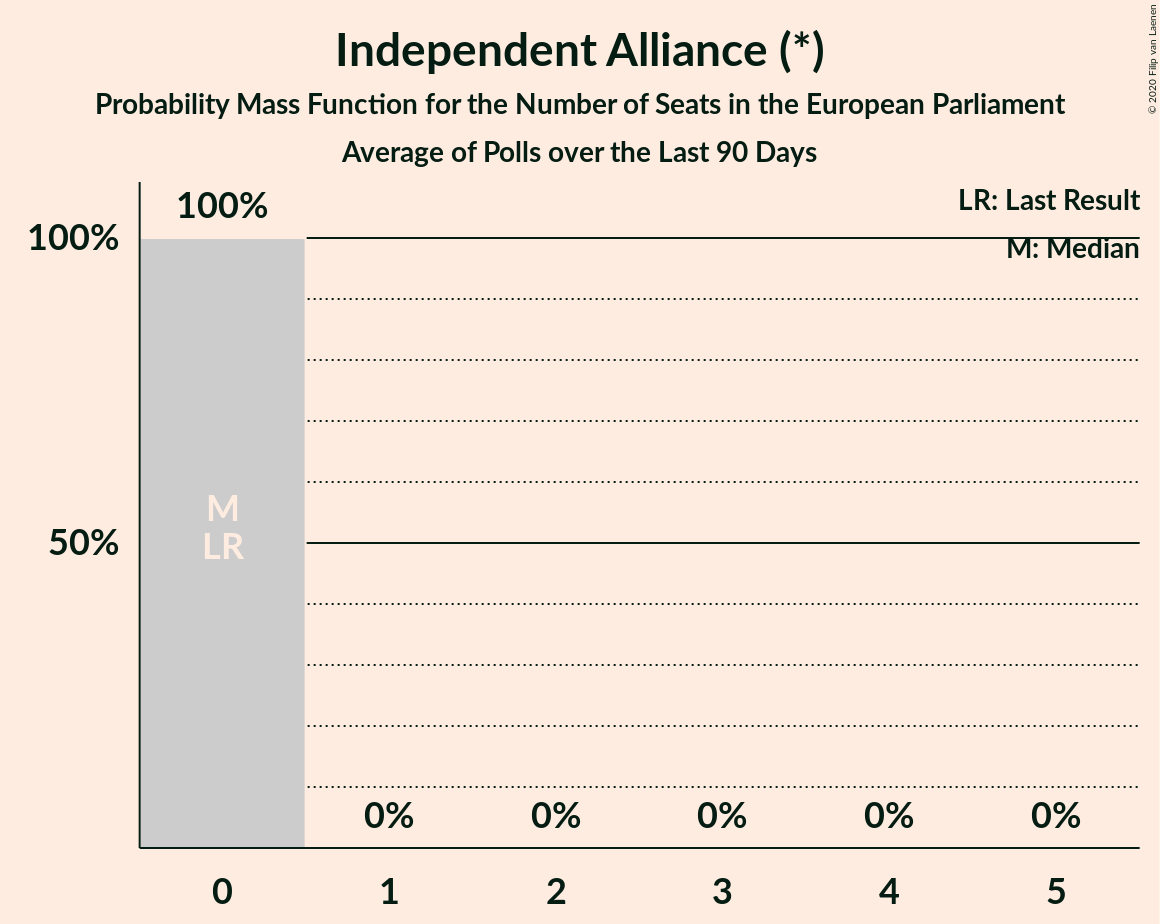 Independent Alliance (*)
Probability Mass Function for the Number of Seats in the European Parliament
Average of Polls over the Last 90 Days
© 2020 Filip van Laenen
LR: Last Result
M: Median
100%
100%
50%
M
LR
0% 0% 0% 0% 0%
0 1 2 3 4 5